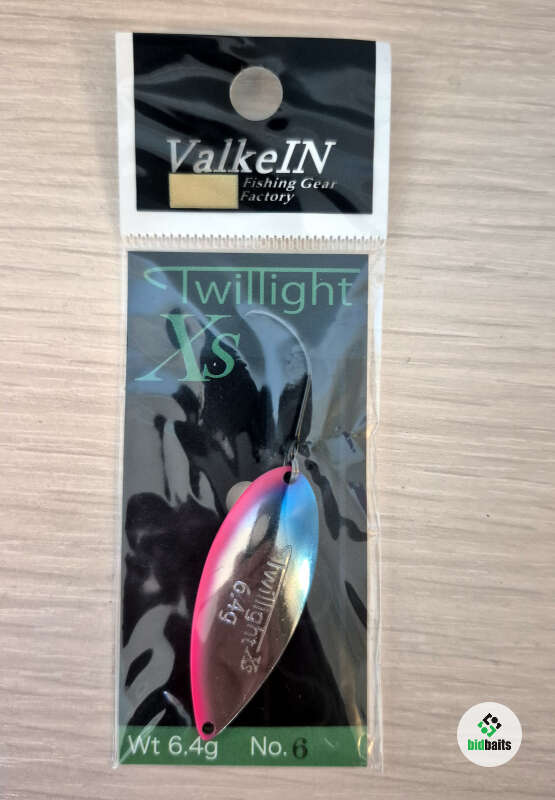 ValkeIN
Fishing Gear
Factory
Twillight
Xs
Twillight Xs
6.4g
Wt 6.4g No. 6
bidbaits